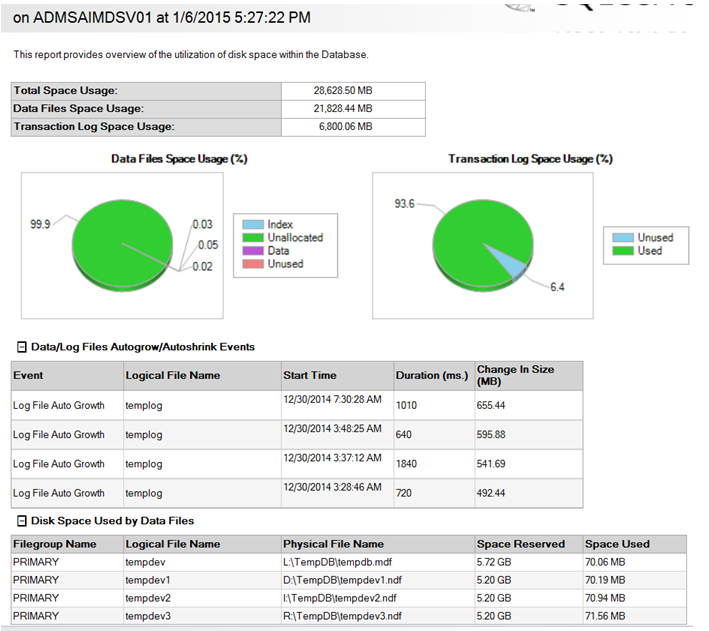 on ADMSAIMDSV01 at 1/6/2015 5:27:22 PM
This report provides overview of the utilization of disk space within the Database.
Total Space Usage: 28,628.50 MB
Data Files Space Usage: 21,828.44 MB
Transaction Log Space Usage: 6,800.06 MB
Data Files Space Usage (%)
99.9
0.03
0.05
0.02
Index
Unallocated
Data
Unused
Transaction Log Space Usage (%)
93.6
6.4
Unused
Used
Data/Log Files Autogrow/Autoshrink Events
Event Logical File Name Start Time Duration (ms.) Change In Size
(MB)
Log File Auto Growth templog 12/30/2014 7:30:28 AM 1010 655.44
Log File Auto Growth templog 12/30/2014 3:48:25 AM 640 595.88
Log File Auto Growth templog 12/30/2014 3:37:12 AM 1840 541.69
Log File Auto Growth templog 12/30/2014 3:28:46 AM 720 492.44
Disk Space Used by Data Files
Filegroup Name Logical File Name Physical File Name Space Reserved Space Used
PRIMARY tempdev L:\TempDB\tempdb.mdf 5.72 GB 70.06 MB
PRIMARY tempdev1 D:\TempDB\tempdev1.ndf 5.20 GB 70.19 MB
PRIMARY tempdev2 I:\TempDB\tempdev2.ndf 5.20 GB 70.94 MB
PRIMARY tempdev3 R:\TempDB\tempdev3.ndf 5.20 GB 71.56 MB